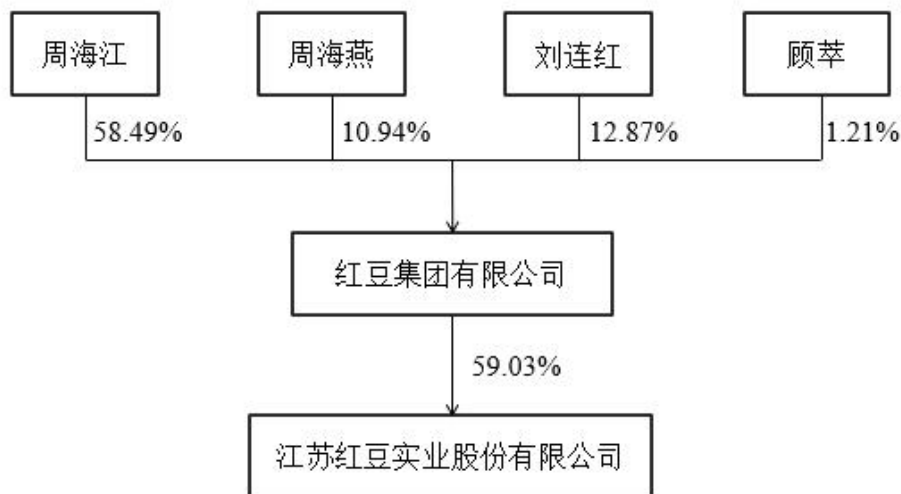 周海江
周海燕
刘连红
顾萃
58.49%
10.94%
12.87%
1.21%
红豆集团有限公司
59.03%
江苏红豆实业股份有限公司